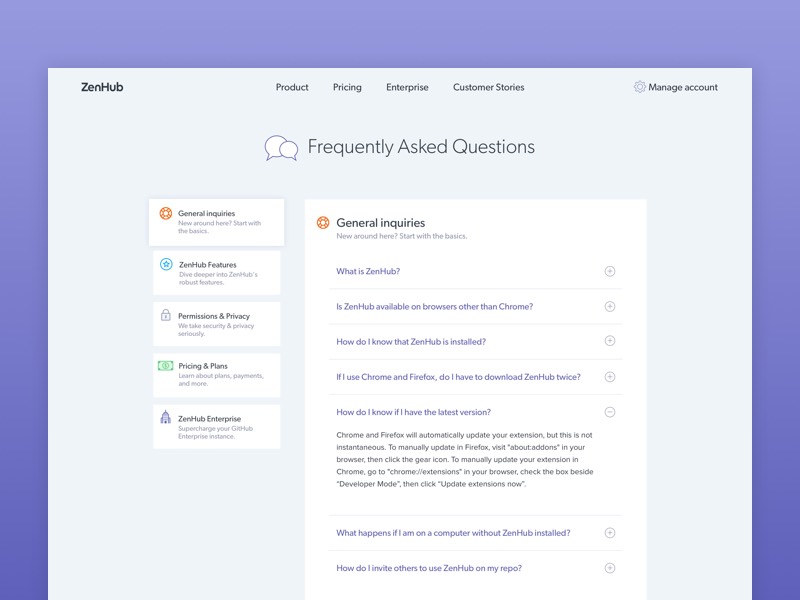 ZenHub
Product
Pricing
Enterprise
Customer Stories
Manage account
Frequently Asked Questions
General inquiries
New around here? Start with
the basics.
ZenHub Features
Dive deeper into ZenHub's
robust features.
Permissions & Privacy
We take security & privacy
seriously.
Pricing & Plans
Learn about plans, payments,
and more.
ZenHub Enterprise
Supercharge your GitHub
Enterprise instance.
General inquiries
New around here? Start with the basics.
What is ZenHub?
Is ZenHub available on browsers other than Chrome?
How do I know that ZenHub is installed?
If I use Chrome and Firefox, do I have to download ZenHub twice?
How do I know if I have the latest version?
Chrome and Firefox will automatically update your extension, but this is not
instantaneous. To manually update in Firefox, visit "about:addons" in your
browser, then click the gear icon. To manually update your extension in
Chrome, go to "chrome://extensions" in your browser, check the box beside
“Developer Mode”, then click “Update extensions now”.
What happens if I am on a computer without ZenHub installed?
How do I invite others to use ZenHub on my repo?